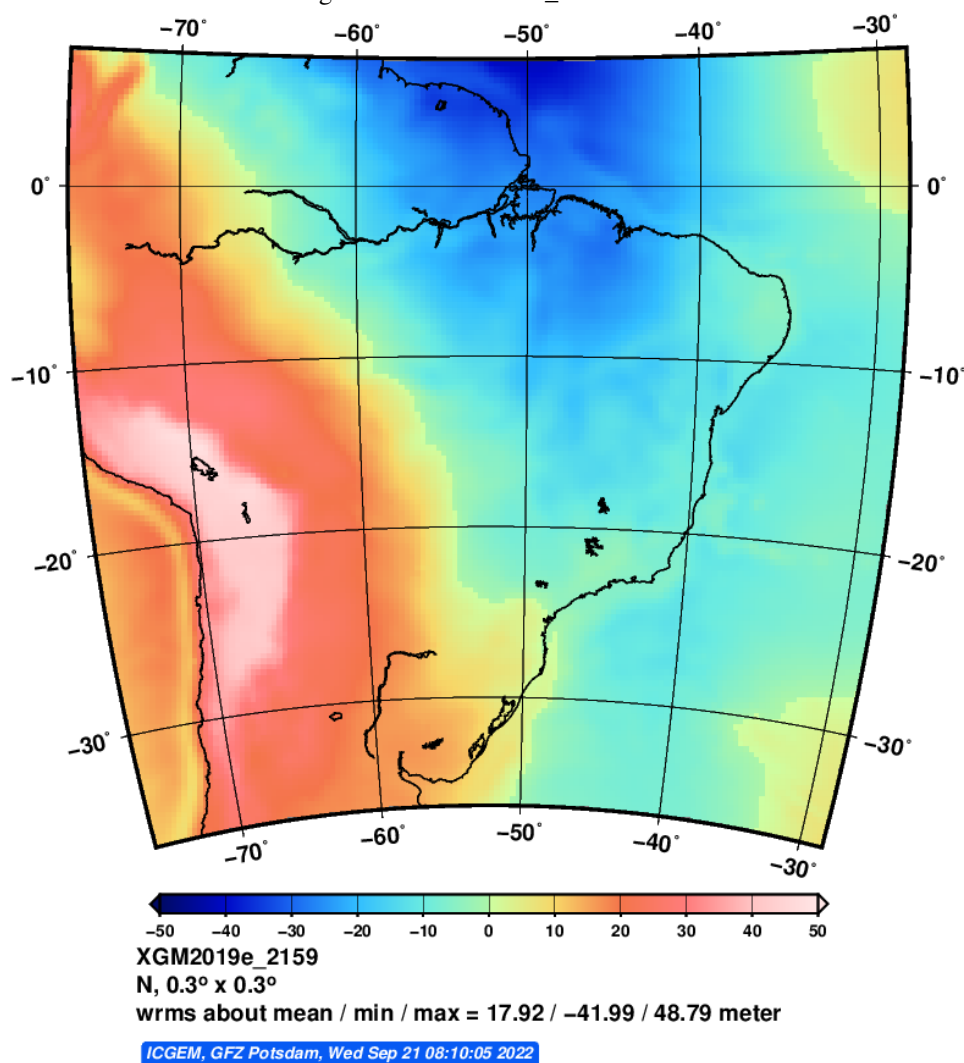 −70° −60° −50° −40° −30°
0° 0°
−10° −10°
−20° −20°
−30° −30°
−70° −60° −50° −40° −30°
−50 −40 −30 −20 −10 0 10 20 30 40 50
XGM2019e_2159
N, 0.3º x 0.3º
wrms about mean / min / max = 17.92 / −41.99 / 48.79 meter
ICGEM, GFZ Potsdam, Wed Sep 21 08:10:05 2022